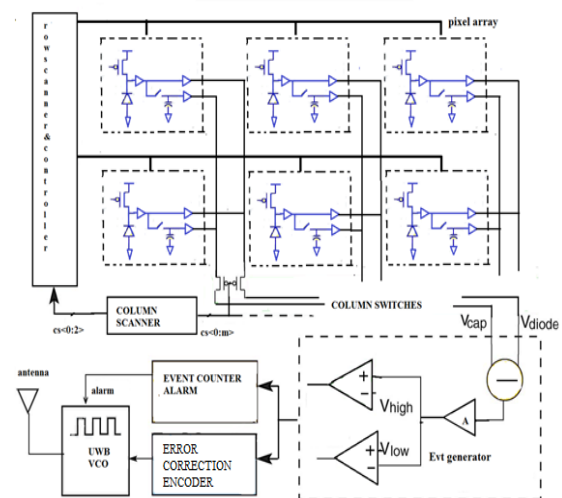 rowscanner&controller
pixel array
COLUMN SCANNER
cs<0:2>
cs<0:m>
COLUMN SWITCHES
Vcap
Vdiode
antenna
alarm
EVENT COUNTER
ALARM
UWB
VCO
ERROR
CORRECTION
ENCODER
+
−
Vhigh
A
−
+
−
Vlow
Evt generator